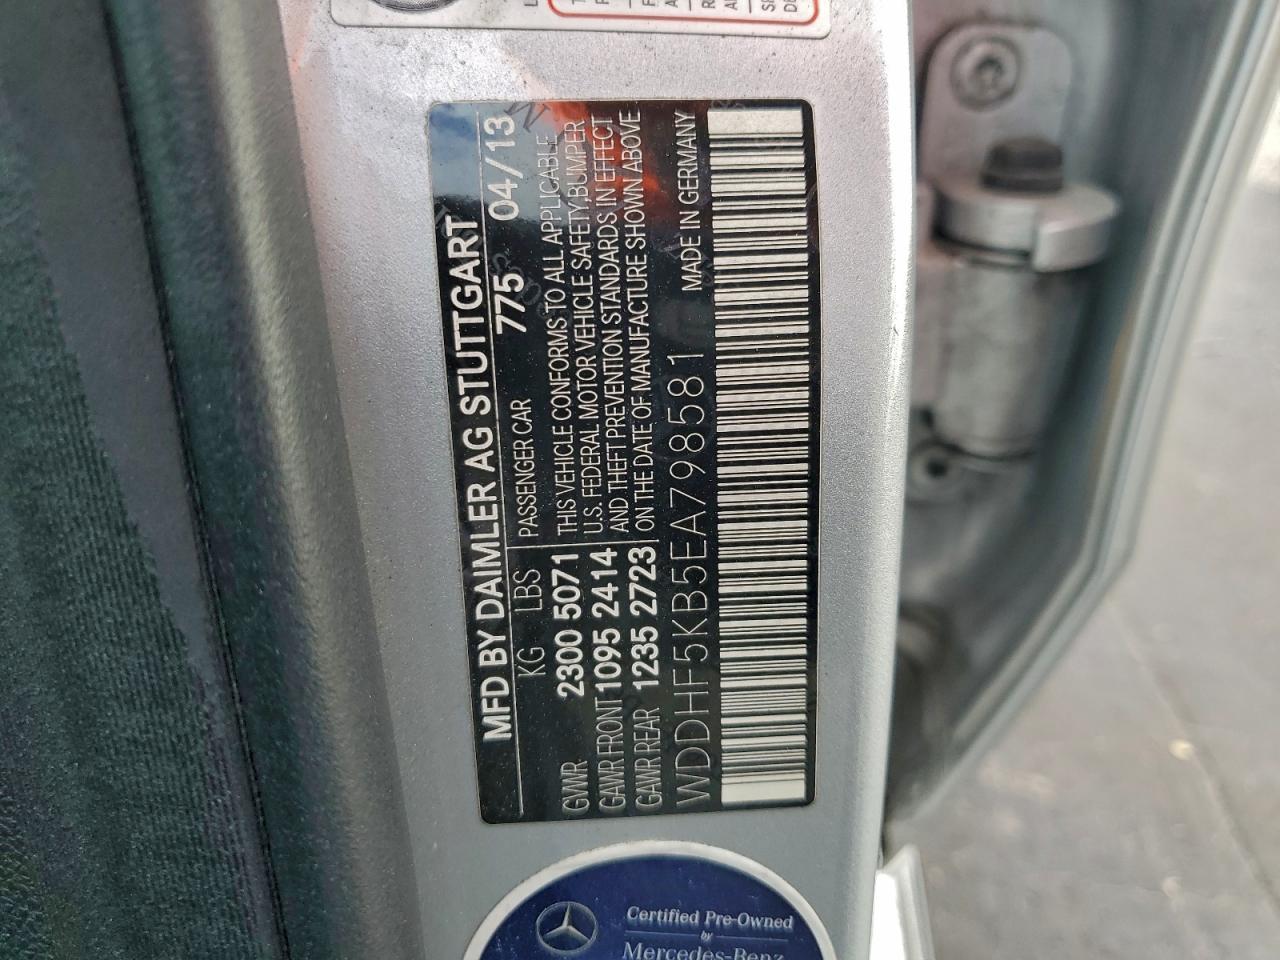 MFD BY DAIMLER AG STUTTGART
775 04/13
KG LBS PASSENGER CAR
GVWR 2300 5071
GAWR FRONT 1095 2414
GAWR REAR 1235 2723
THIS VEHICLE CONFORMS TO ALL APPLICABLE
U.S. FEDERAL MOTOR VEHICLE SAFETY,BUMPER
AND THEFT PREVENTION STANDARDS IN EFFECT
ON THE DATE OF MANUFACTURE SHOWN ABOVE
WDDHF5KB5EA798581 MADE IN GERMANY
Certified Pre-Owned
by
Mercedes-Benz